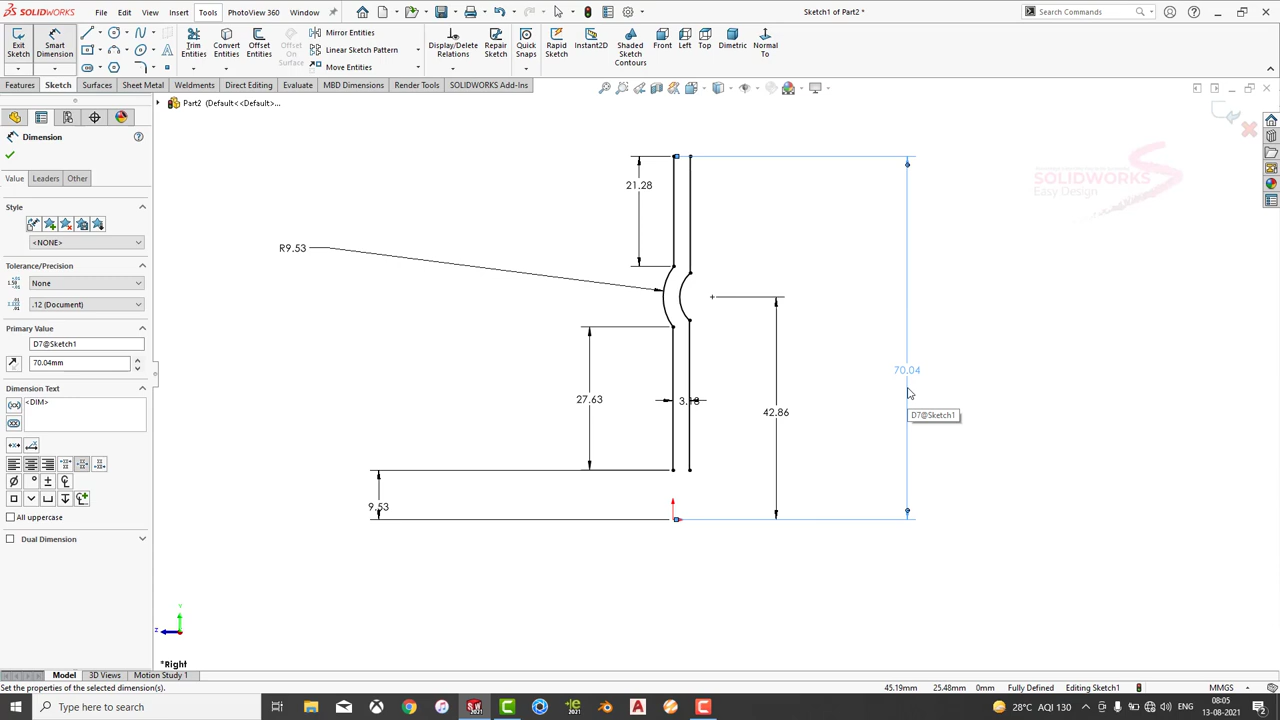 SOLIDWORKS
File
Edit
View
Insert
Tools
PhotoView 360
Window
Sketch1 of Part2 *
Search Commands
Exit Sketch
Smart Dimension
Trim Entities
Convert Entities
Offset Entities
Offset On Surface
Mirror Entities
Linear Sketch Pattern
Move Entities
Display/Delete Relations
Repair Sketch
Quick Snaps
Rapid Sketch
Instant2D
Shaded Sketch Contours
Front
Left
Top
Dimetric
Normal To
Features
Sketch
Surfaces
Sheet Metal
Weldments
Direct Editing
Evaluate
MBD Dimensions
Render Tools
SOLIDWORKS Add-Ins
Part2 (Default<<Default>...
Dimension
Value
Leaders
Other
Style
<NONE>
Tolerance/Precision
None
.12 (Document)
Primary Value
D7@Sketch1
70.04mm
Dimension Text
<DIM>
All uppercase
Dual Dimension
SOLIDWORKS
Easy Design
21.28
R9.53
70.04
D7@Sketch1
27.63
3.18
42.86
9.53
Y
Z
*Right
Model
3D Views
Motion Study 1
Set the properties of the selected dimension(s).
45.19mm
25.48mm
0mm
Fully Defined
Editing Sketch1
MMGS
Type here to search
28°C AQI 130
ENG
08:05
13-08-2021